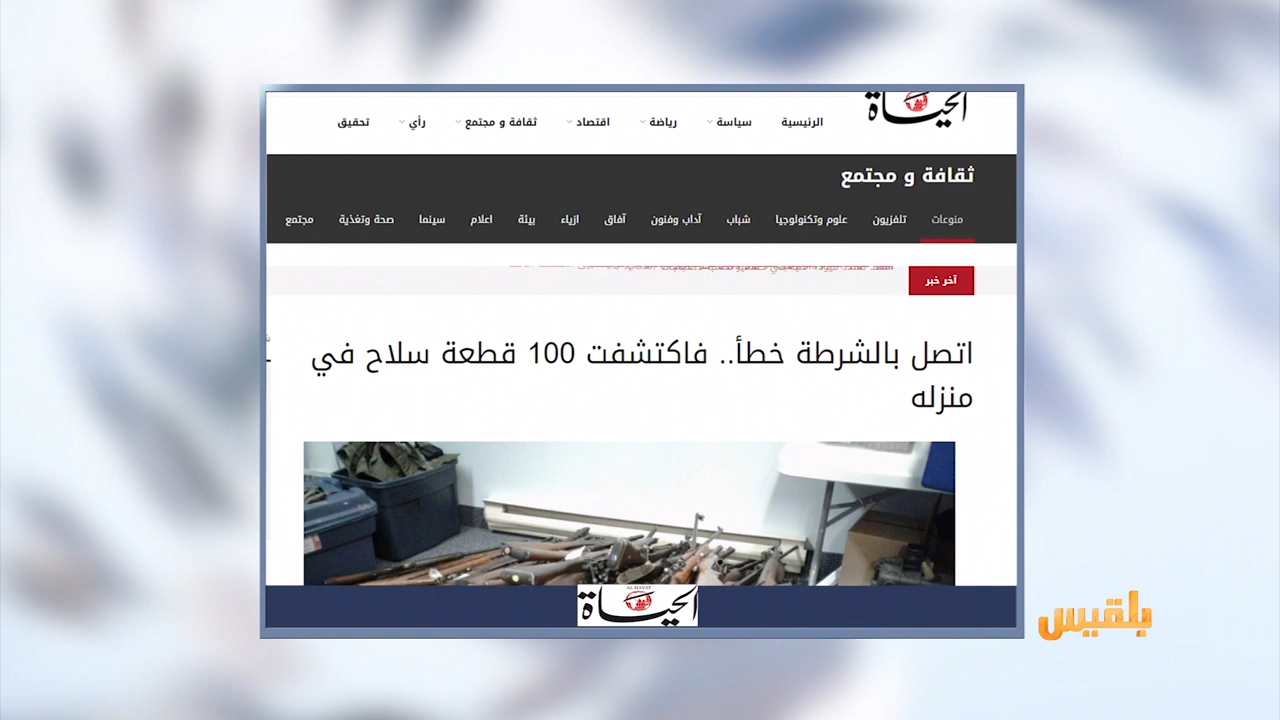 الحياة
الرئيسية سياسة رياضة اقتصاد ثقافة و مجتمع رأي تحقيق
ثقافة و مجتمع
منوعات تلفزيون علوم وتكنولوجيا شباب آداب وفنون آفاق ازياء بيئة اعلام سينما صحة وتغذية مجتمع
آخر خبر
اتصل بالشرطة خطأ.. فاكتشفت 100 قطعة سلاح في
منزله
AL HAYAT
الحياة
بلقيس